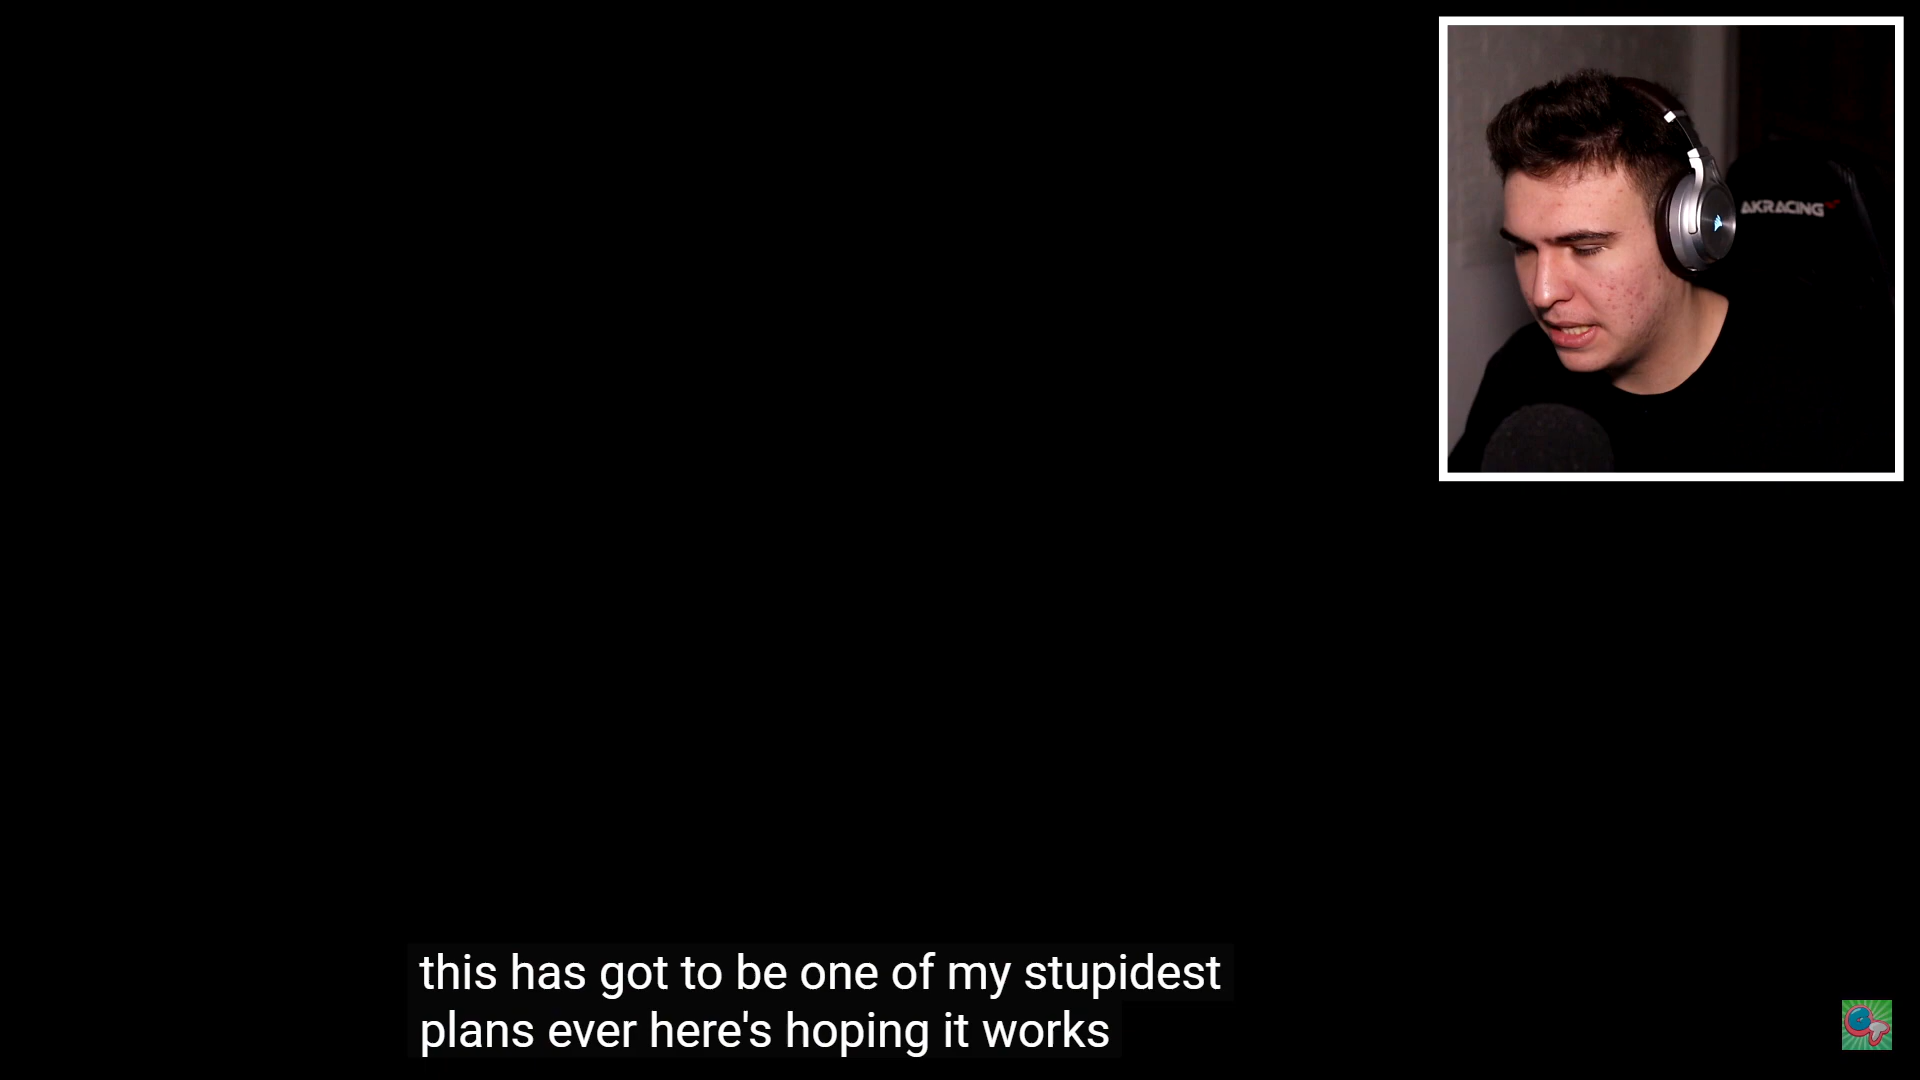 AKRACING
this has got to be one of my stupidest
plans ever here's hoping it works